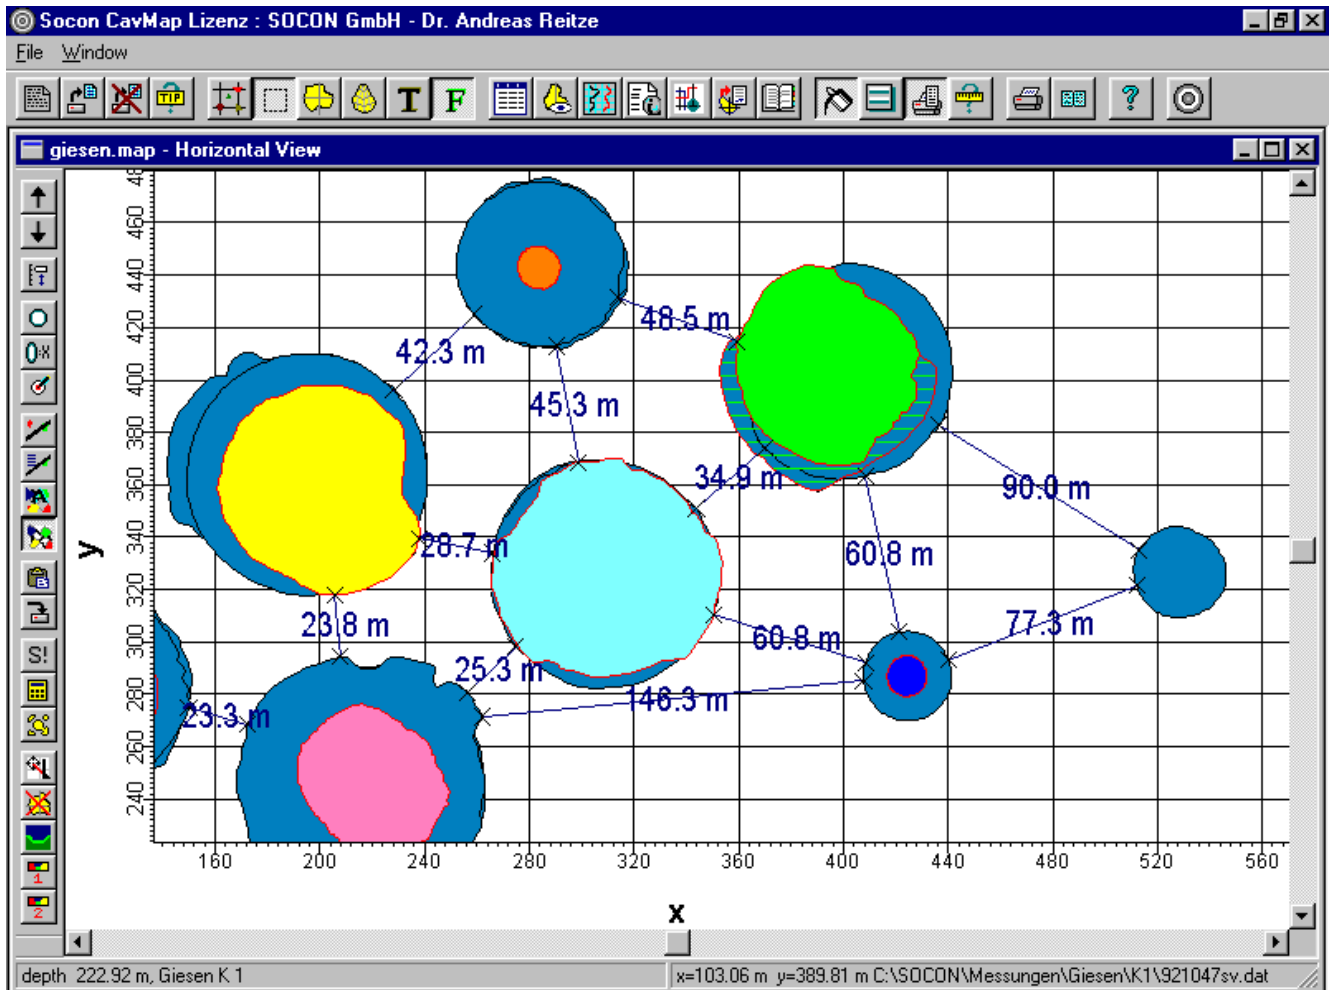 Socon CavMap Lizenz : SOCON GmbH - Dr. Andreas Reitze
File Window
TIP T F ?
giesen.map - Horizontal View
S!
1
2
y
480
460
440
420
400
380
360
340
320
300
280
260
240
48.5 m
42.3 m
45.3 m
34.9 m
90.0 m
28.7 m
60.8 m
23.8 m
77.3 m
60.8 m
25.3 m
146.3 m
23.3 m
160 200 240 280 320 360 400 440 480 520 560
x
depth 222.92 m, Giesen K 1
x=103.06 m y=389.81 m C:\SOCON\Messungen\Giesen\K1\921047sv.dat